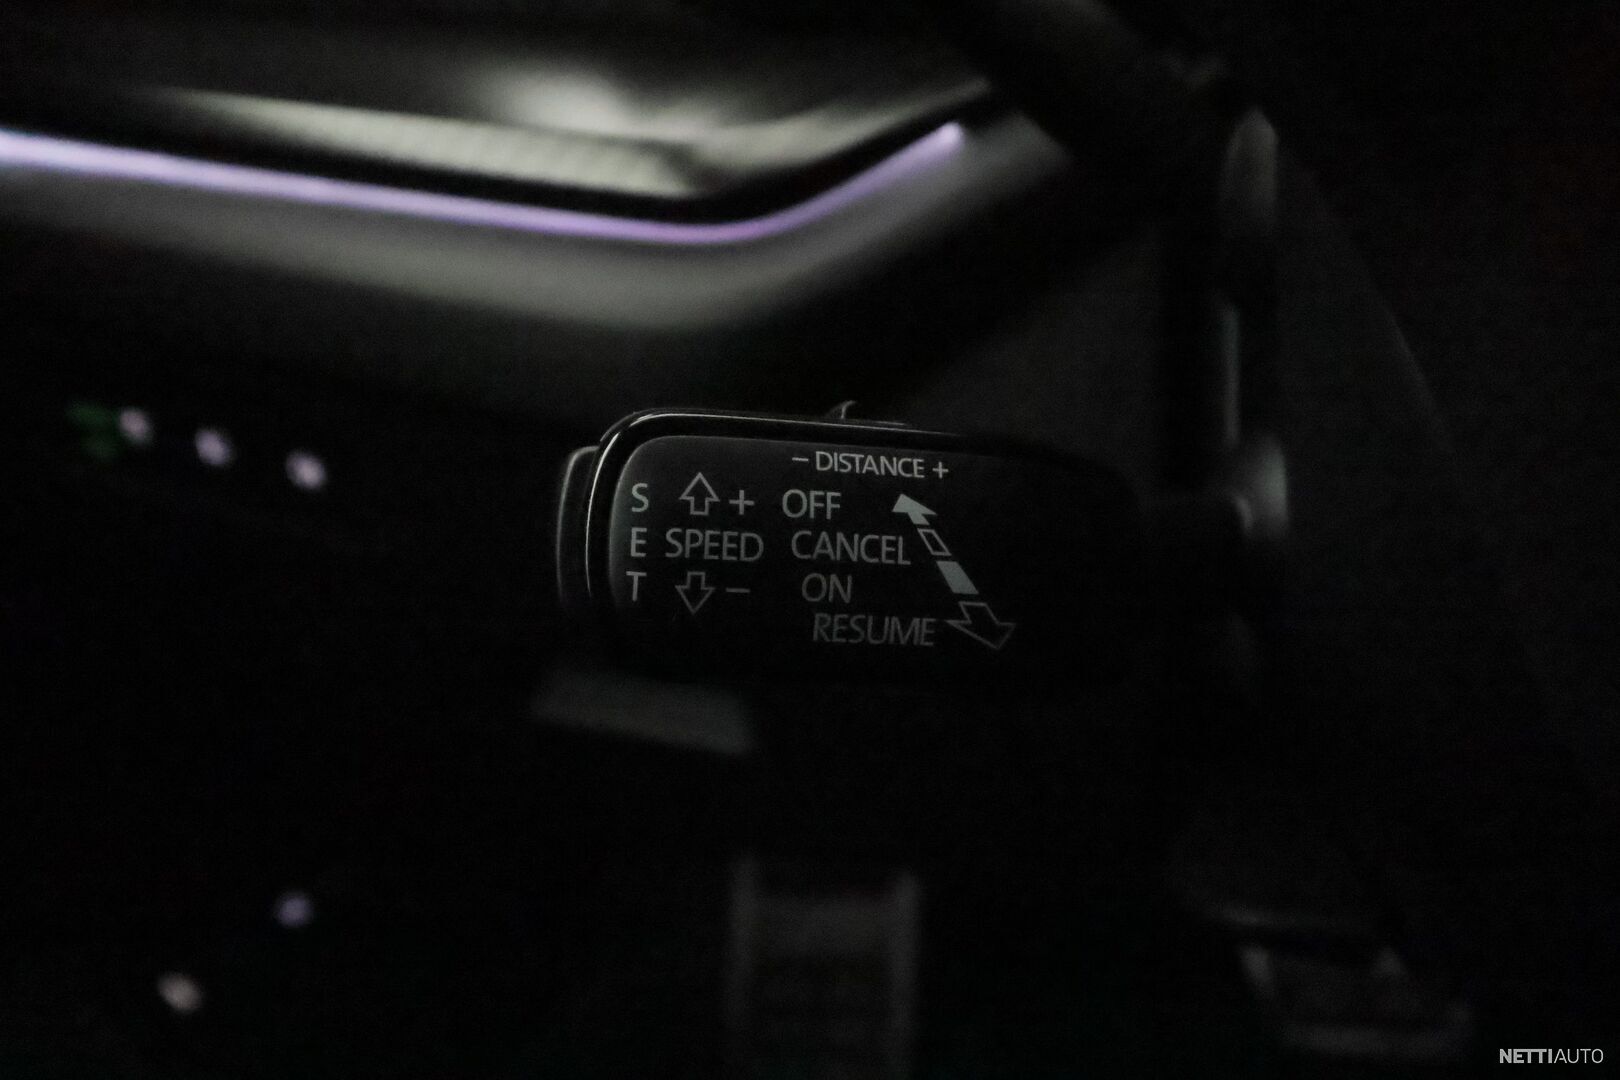 − DISTANCE +
S + OFF
E SPEED CANCEL
T − ON
RESUME
NETTIAUTO